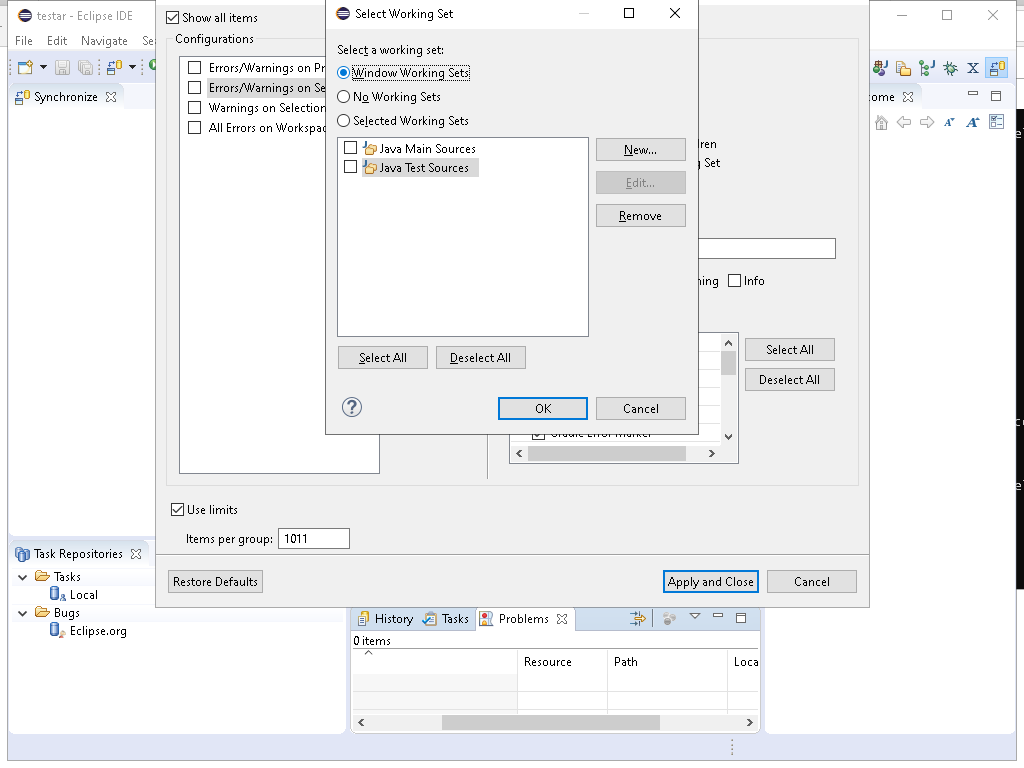 testar - Eclipse IDE
File Edit Navigate Se
Synchronize
Show all items
Configurations
Errors/Warnings on Pr
Errors/Warnings on Se
Warnings on Selection
All Errors on Workspac
Select Working Set
Select a working set:
Window Working Sets
No Working Sets
Selected Working Sets
Java Main Sources
Java Test Sources
New...
Edit...
Remove
Select All
Deselect All
?
OK
Cancel
ome
X
A
A
ren
Set
ning
Info
Select All
Deselect All
Gradle Error Marker
Use limits
Items per group: 1011
Restore Defaults
Apply and Close
Cancel
Task Repositories
Tasks
Local
Bugs
Eclipse.org
History
Tasks
Problems
0 items
Resource
Path
Loca